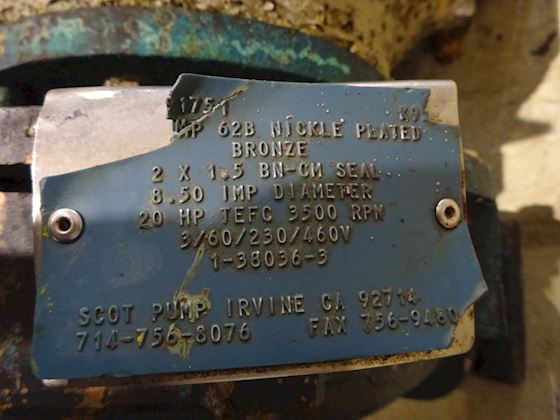 1751
MP 62B NICKLE PLATED
BRONZE
2 X 1.5 BN-CM SEAL
8.50 IMP DIAMETER
20 HP TEFC 3500 RPM
3/60/230/460V
1-38036-3
SCOT PUMP IRVINE CA 92714
714-756-8076 FAX 756-9480